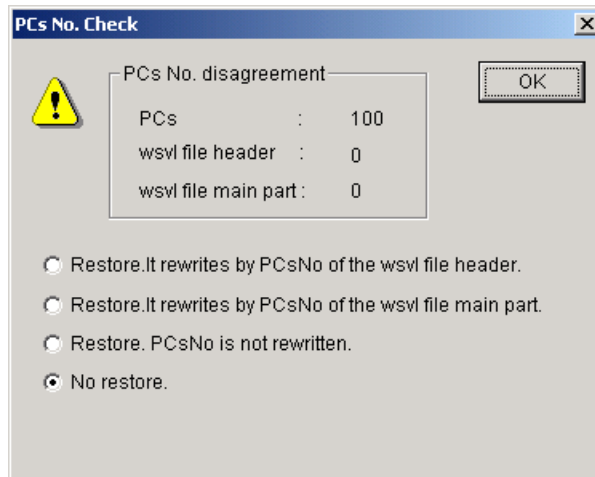 PCs No. Check
PCs No. disagreement
OK
PCs : 100
wsvl file header : 0
wsvl file main part : 0
Restore.It rewrites by PCsNo of the wsvl file header.
Restore.It rewrites by PCsNo of the wsvl file main part.
Restore. PCsNo is not rewritten.
No restore.